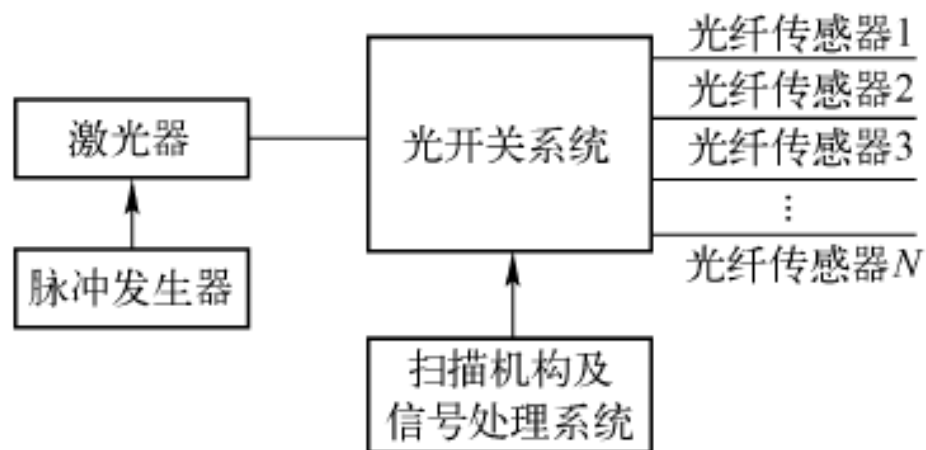 光纤传感器1
光纤传感器2
激光器
光开关系统
光纤传感器3
⋮
脉冲发生器
光纤传感器N
扫描机构及
信号处理系统